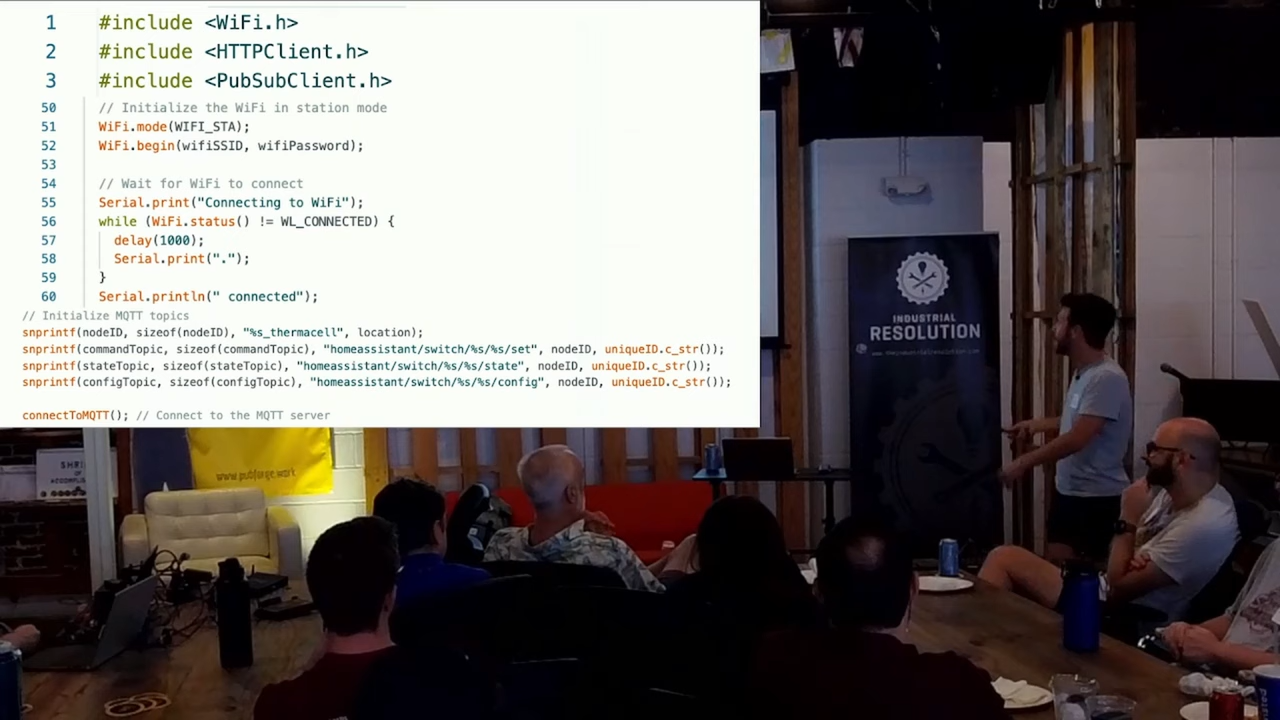 1 #include <WiFi.h>
2 #include <HTTPClient.h>
3 #include <PubSubClient.h>
50 // Initialize the WiFi in station mode
51 WiFi.mode(WIFI_STA);
52 WiFi.begin(wifiSSID, wifiPassword);
53
54 // Wait for WiFi to connect
55 Serial.print("Connecting to WiFi");
56 while (WiFi.status() != WL_CONNECTED) {
57 delay(1000);
58 Serial.print(".");
59 }
60 Serial.println(" connected");
// Initialize MQTT topics
snprintf(nodeID, sizeof(nodeID), "%s_thermacell", location);
snprintf(commandTopic, sizeof(commandTopic), "homeassistant/switch/%s/%s/set", nodeID, uniqueID.c_str());
snprintf(stateTopic, sizeof(stateTopic), "homeassistant/switch/%s/%s/state", nodeID, uniqueID.c_str());
snprintf(configTopic, sizeof(configTopic), "homeassistant/switch/%s/%s/config", nodeID, uniqueID.c_str());
connectToMQTT(); // Connect to the MQTT server
INDUSTRIAL
RESOLUTION
www.pubforge.work
OF